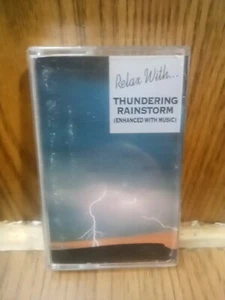 Relax With...
THUNDERING
RAINSTORM
(ENHANCED WITH MUSIC)